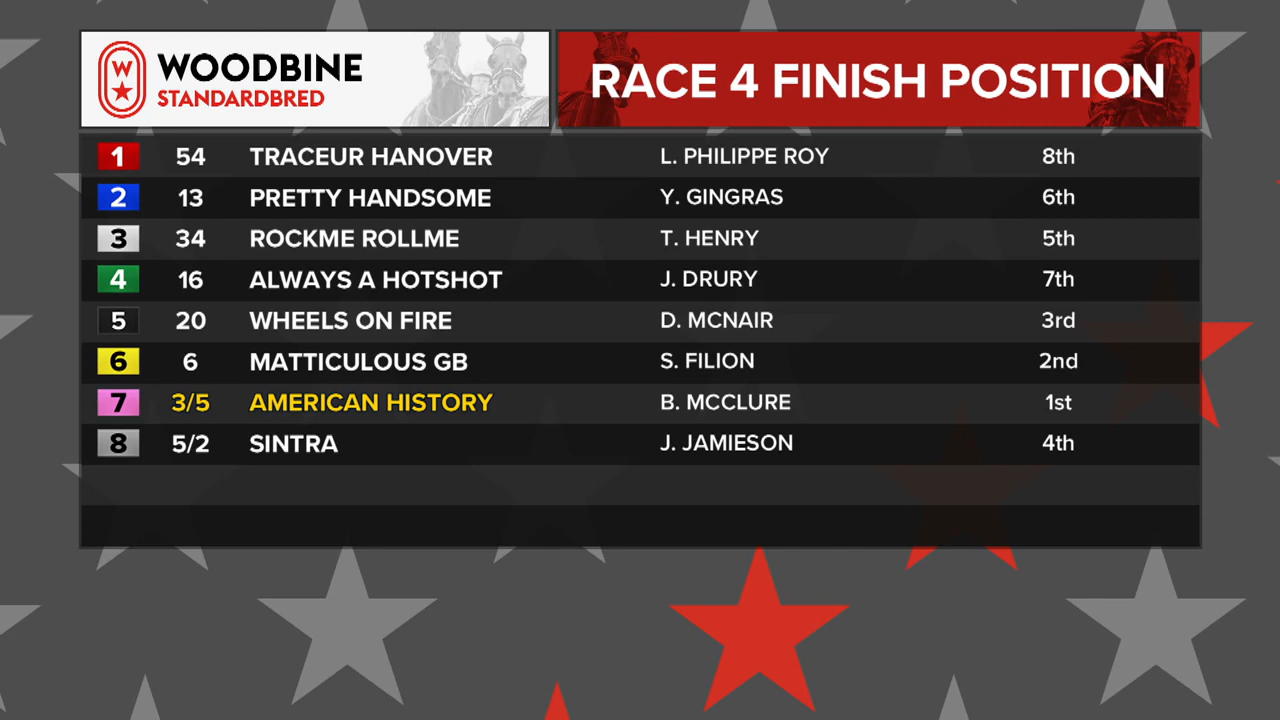 W
WOODBINE
STANDARDBRED
RACE 4 FINISH POSITION
1 54 TRACEUR HANOVER L. PHILIPPE ROY 8th
2 13 PRETTY HANDSOME Y. GINGRAS 6th
3 34 ROCKME ROLLME T. HENRY 5th
4 16 ALWAYS A HOTSHOT J. DRURY 7th
5 20 WHEELS ON FIRE D. MCNAIR 3rd
6 6 MATTICULOUS GB S. FILION 2nd
7 3/5 AMERICAN HISTORY B. MCCLURE 1st
8 5/2 SINTRA J. JAMIESON 4th